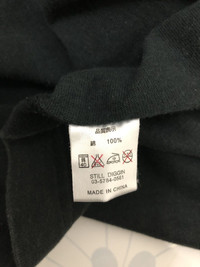 品質表示
綿 100%
STILL DIGGIN
MADE IN CHINA